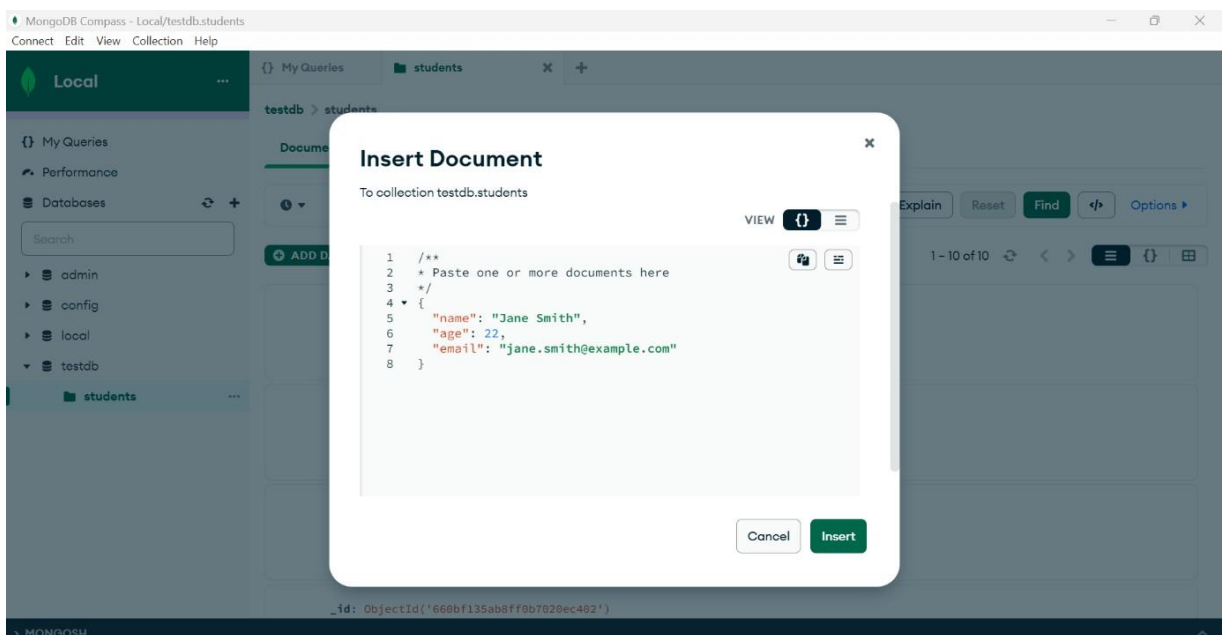 MongoDB Compass - Local/testdb.students
Connect Edit View Collection Help
Local
{} My Queries
students
testdb > students
{} My Queries
Performance
Databases
Search
admin
config
local
testdb
students
Docume
Explain
Reset
Find
</>
Options
ADD D
1 – 10 of 10
{}
Insert Document
To collection testdb.students
VIEW {}
1 /**
2 * Paste one or more documents here
3 */
4 {
5 "name": "Jane Smith",
6 "age": 22,
7 "email": "jane.smith@example.com"
8 }
Cancel
Insert
_id: ObjectId('660bf135ab8ff0b7020ec402')
>_MONGOSH